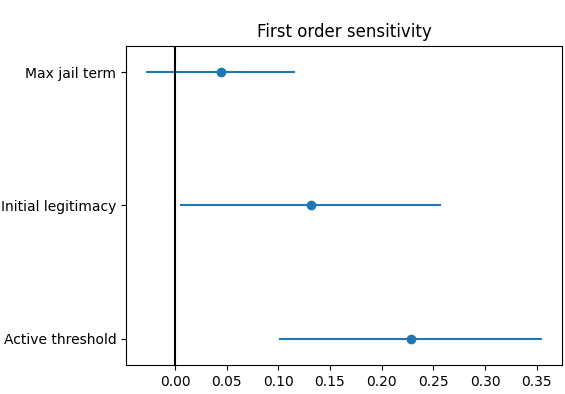 First order sensitivity
Max jail term
Initial legitimacy
Active threshold
0.00 0.05 0.10 0.15 0.20 0.25 0.30 0.35